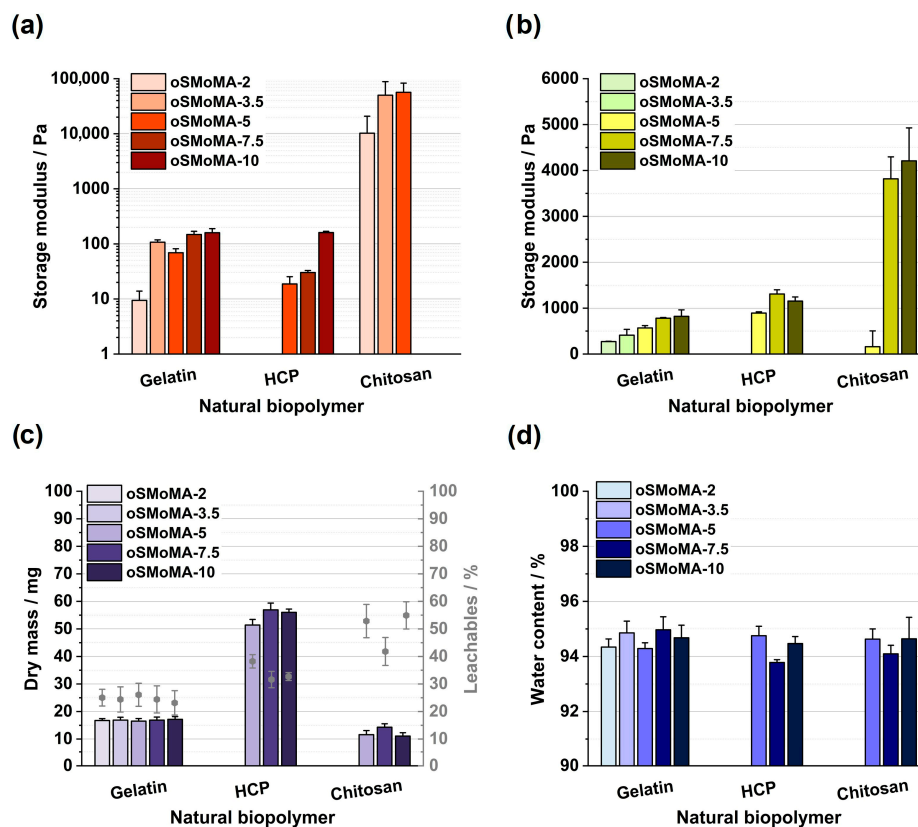 (a)
100,000
10,000
1000
100
10
1
Storage modulus / Pa
oSMoMA-2
oSMoMA-3.5
oSMoMA-5
oSMoMA-7.5
oSMoMA-10
Gelatin
HCP
Chitosan
Natural biopolymer
(b)
6000
5000
4000
3000
2000
1000
0
Storage modulus / Pa
oSMoMA-2
oSMoMA-3.5
oSMoMA-5
oSMoMA-7.5
oSMoMA-10
Gelatin
HCP
Chitosan
Natural biopolymer
(c)
100
90
80
70
60
50
40
30
20
10
0
Dry mass / mg
oSMoMA-2
oSMoMA-3.5
oSMoMA-5
oSMoMA-7.5
oSMoMA-10
100
90
80
70
60
50
40
30
20
10
0
Leachables / %
Gelatin
HCP
Chitosan
Natural biopolymer
(d)
100
98
96
94
92
90
Water content / %
oSMoMA-2
oSMoMA-3.5
oSMoMA-5
oSMoMA-7.5
oSMoMA-10
Gelatin
HCP
Chitosan
Natural biopolymer